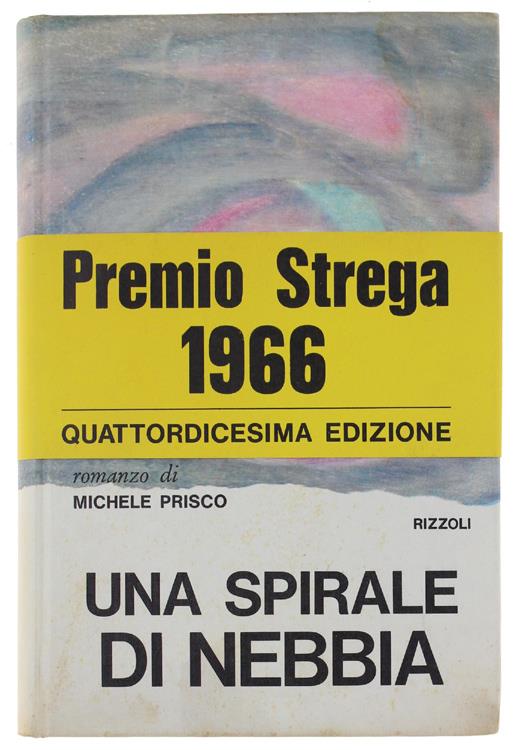 Premio Strega
1966
QUATTORDICESIMA EDIZIONE
romanzo di
MICHELE PRISCO
RIZZOLI
UNA SPIRALE
DI NEBBIA